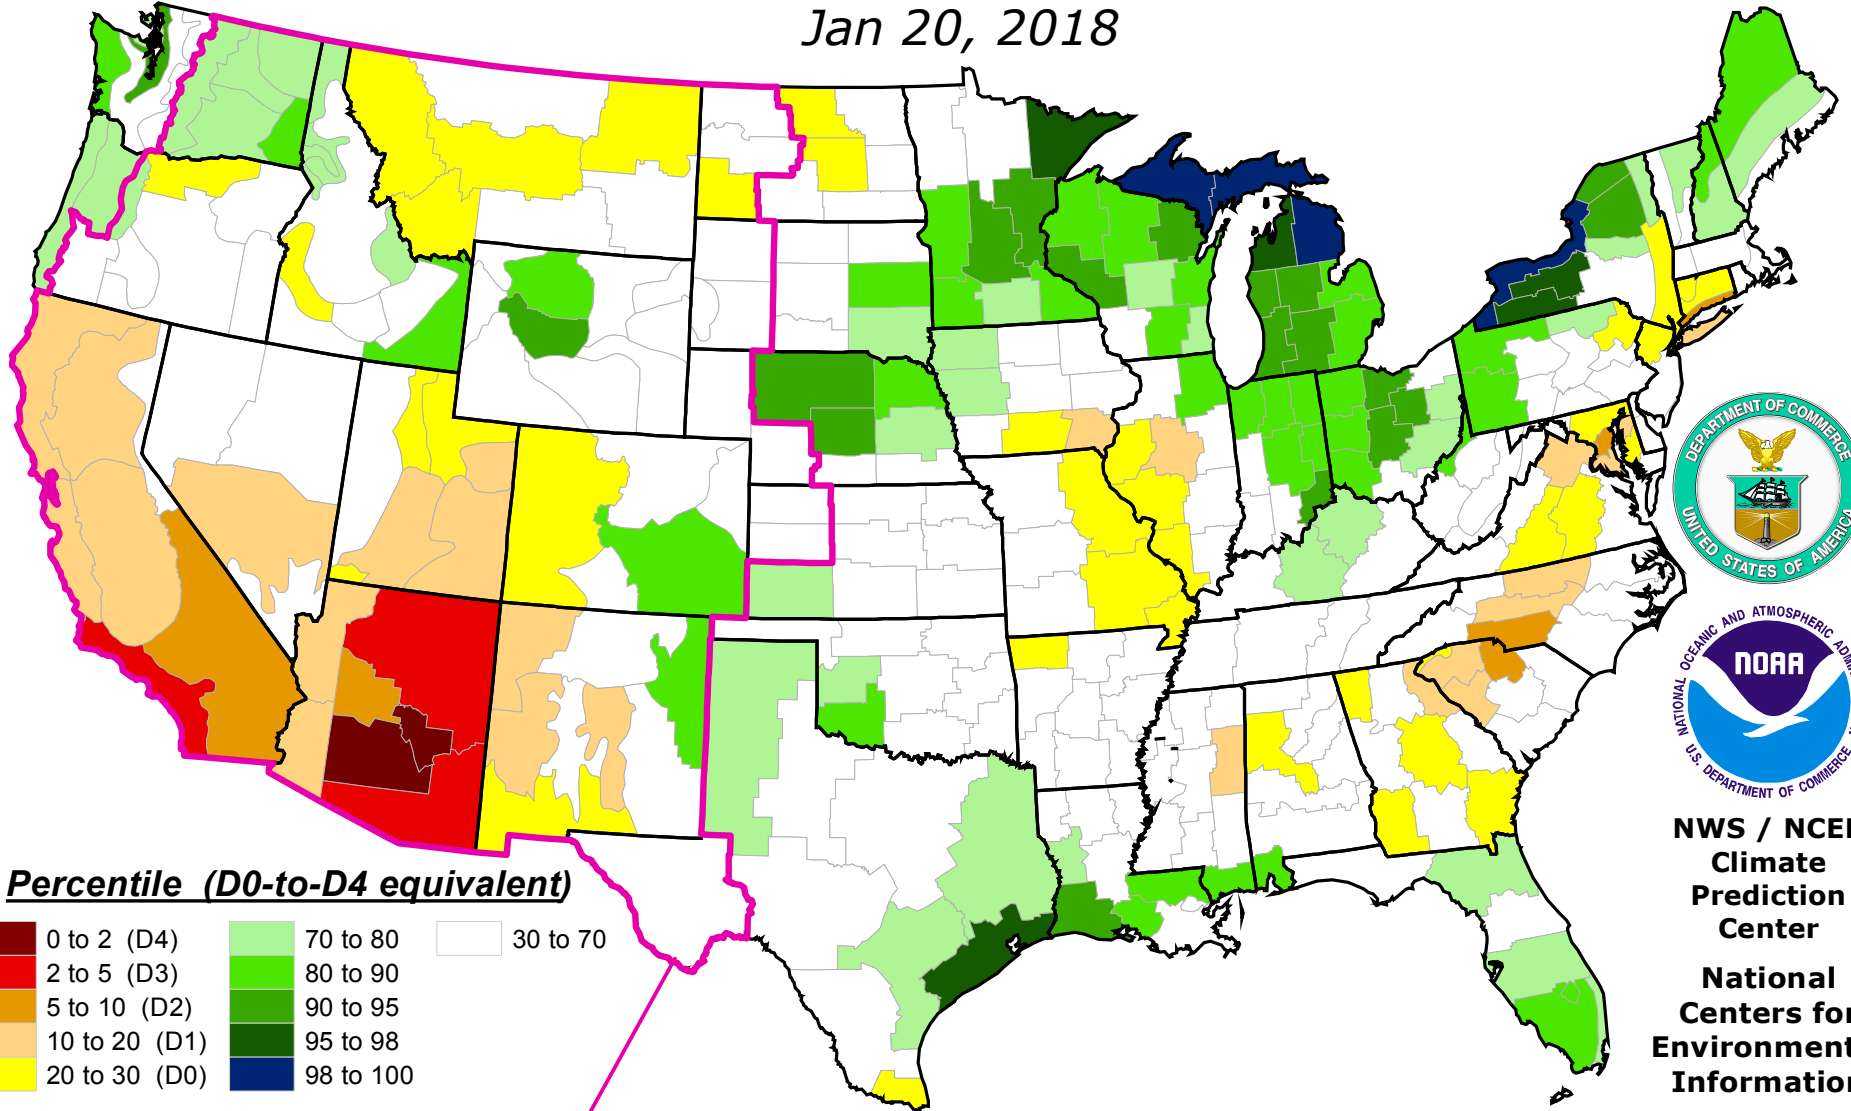 Jan 20, 2018
DEPARTMENT OF COMMERCE
UNITED STATES OF AMERICA
NATIONAL OCEANIC AND ATMOSPHERIC
NOAA
U.S. DEPARTMENT OF COMMERCE
NWS / NCE
Climate
Prediction
Center
National
Centers for
Environment
Information
Percentile (D0-to-D4 equivalent)
0 to 2 (D4)
2 to 5 (D3)
5 to 10 (D2)
10 to 20 (D1)
20 to 30 (D0)
70 to 80
80 to 90
90 to 95
95 to 98
98 to 100
30 to 70